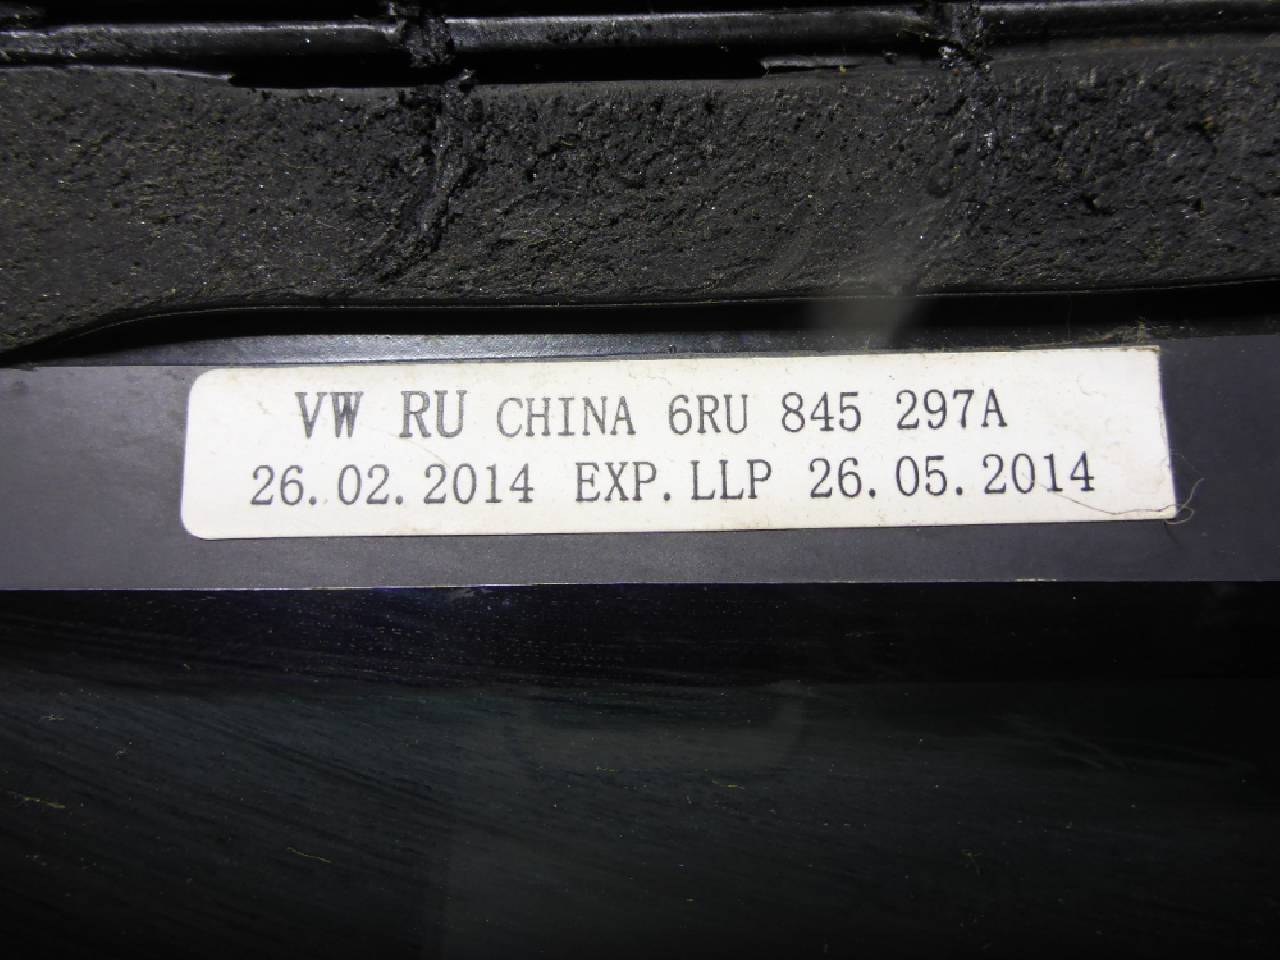 VW RU CHINA 6RU 845 297A
26.02.2014 EXP.LLP 26.05.2014